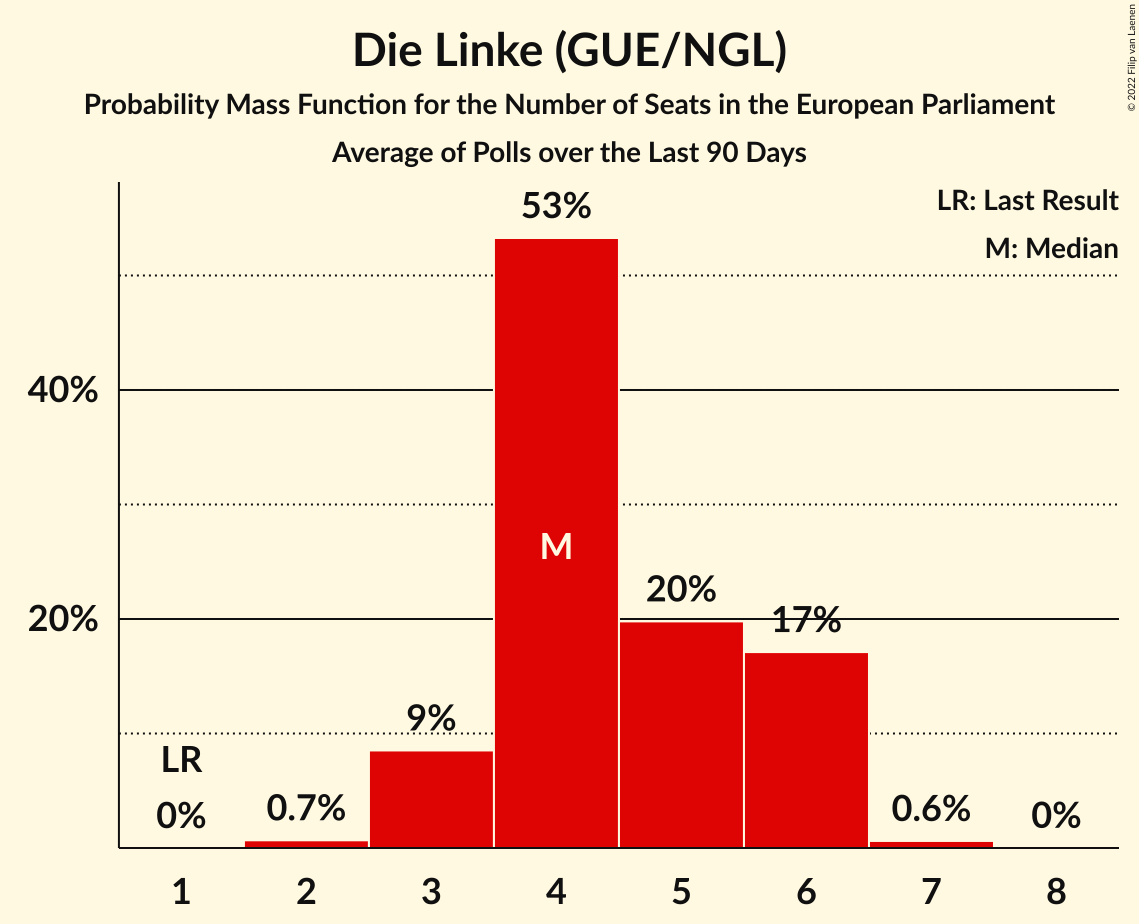 Die Linke (GUE/NGL)
Probability Mass Function for the Number of Seats in the European Parliament
Average of Polls over the Last 90 Days
© 2022 Filip van Laenen
LR: Last Result
M: Median
53%
40%
M
20%
20%
17%
9%
LR
0%
0.7%
0.6%
0%
1 2 3 4 5 6 7 8